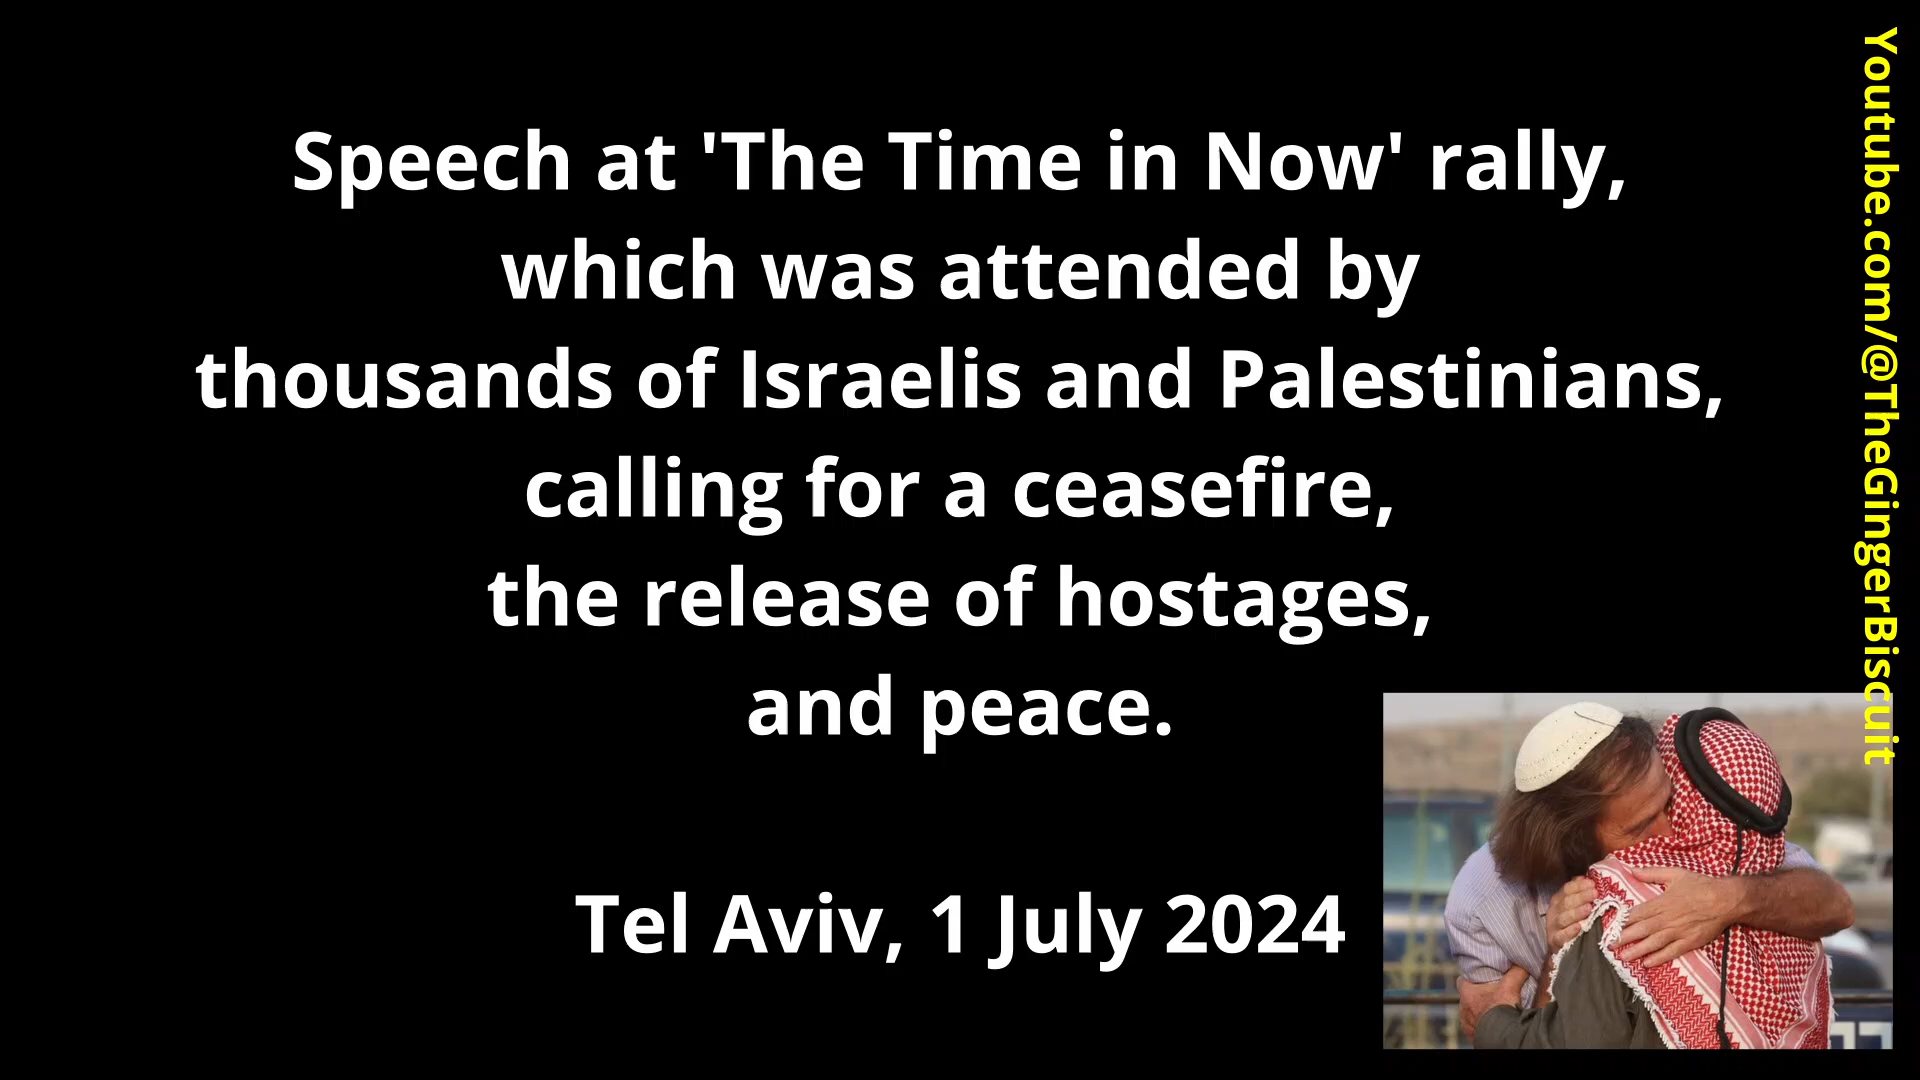 Speech at 'The Time in Now' rally,
which was attended by
thousands of Israelis and Palestinians,
calling for a ceasefire,
the release of hostages,
and peace.
Tel Aviv, 1 July 2024
Youtube.com/@TheGingerBiscuit